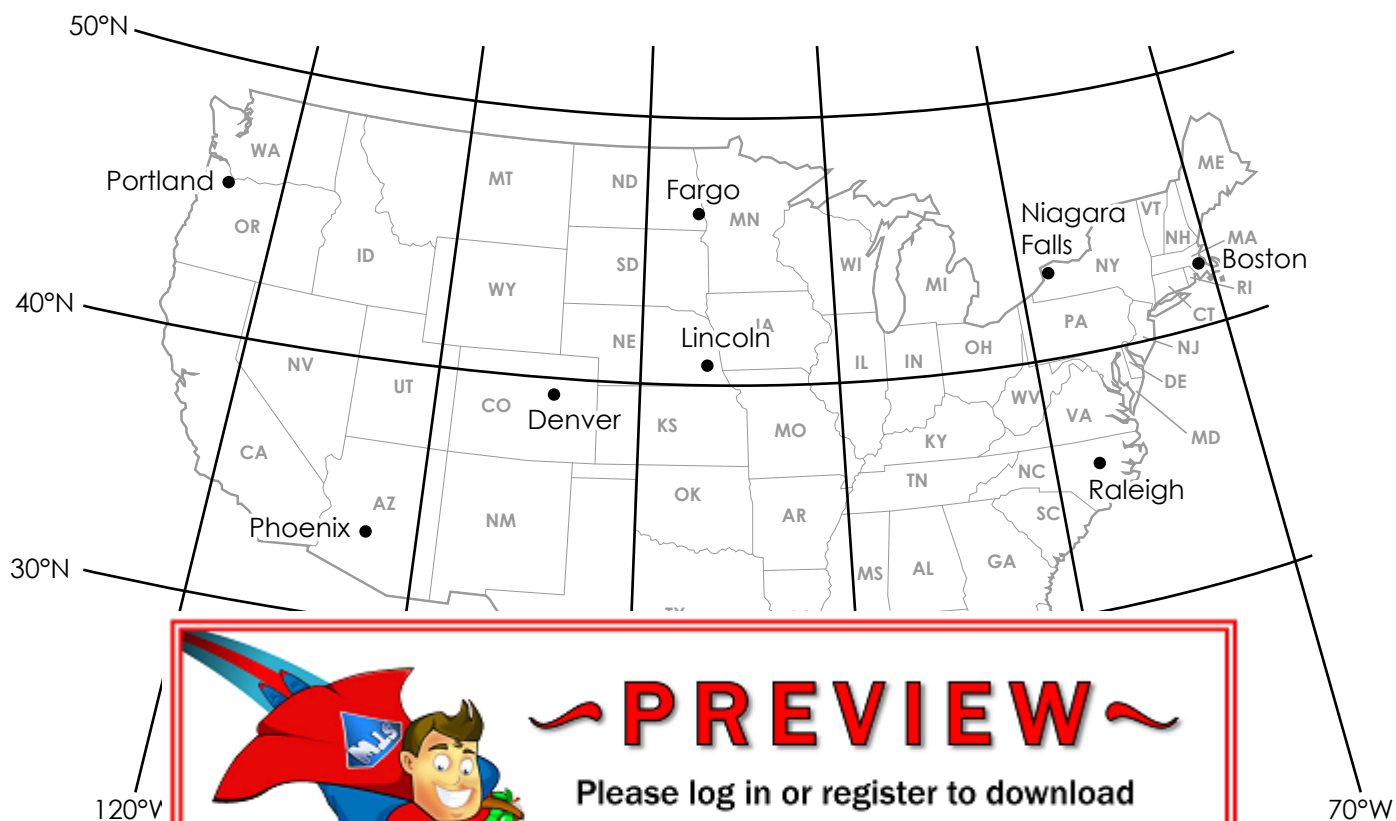 50°N
WA
ME
Portland
MT
ND
Fargo
MN
Niagara
Falls
VT
OR
NH
MA
Boston
ID
SD
WI
NY
WY
MI
RI
40°N
CT
IA
PA
NE
Lincoln
NJ
NV
IL
IN
OH
UT
CO
DE
Denver
WV
VA
KS
MO
KY
MD
CA
NC
TN
Raleigh
AZ
OK
AR
SC
Phoenix
NM
GA
30°N
MS
AL
~PREVIEW~
Please log in or register to download
120°W
70°W